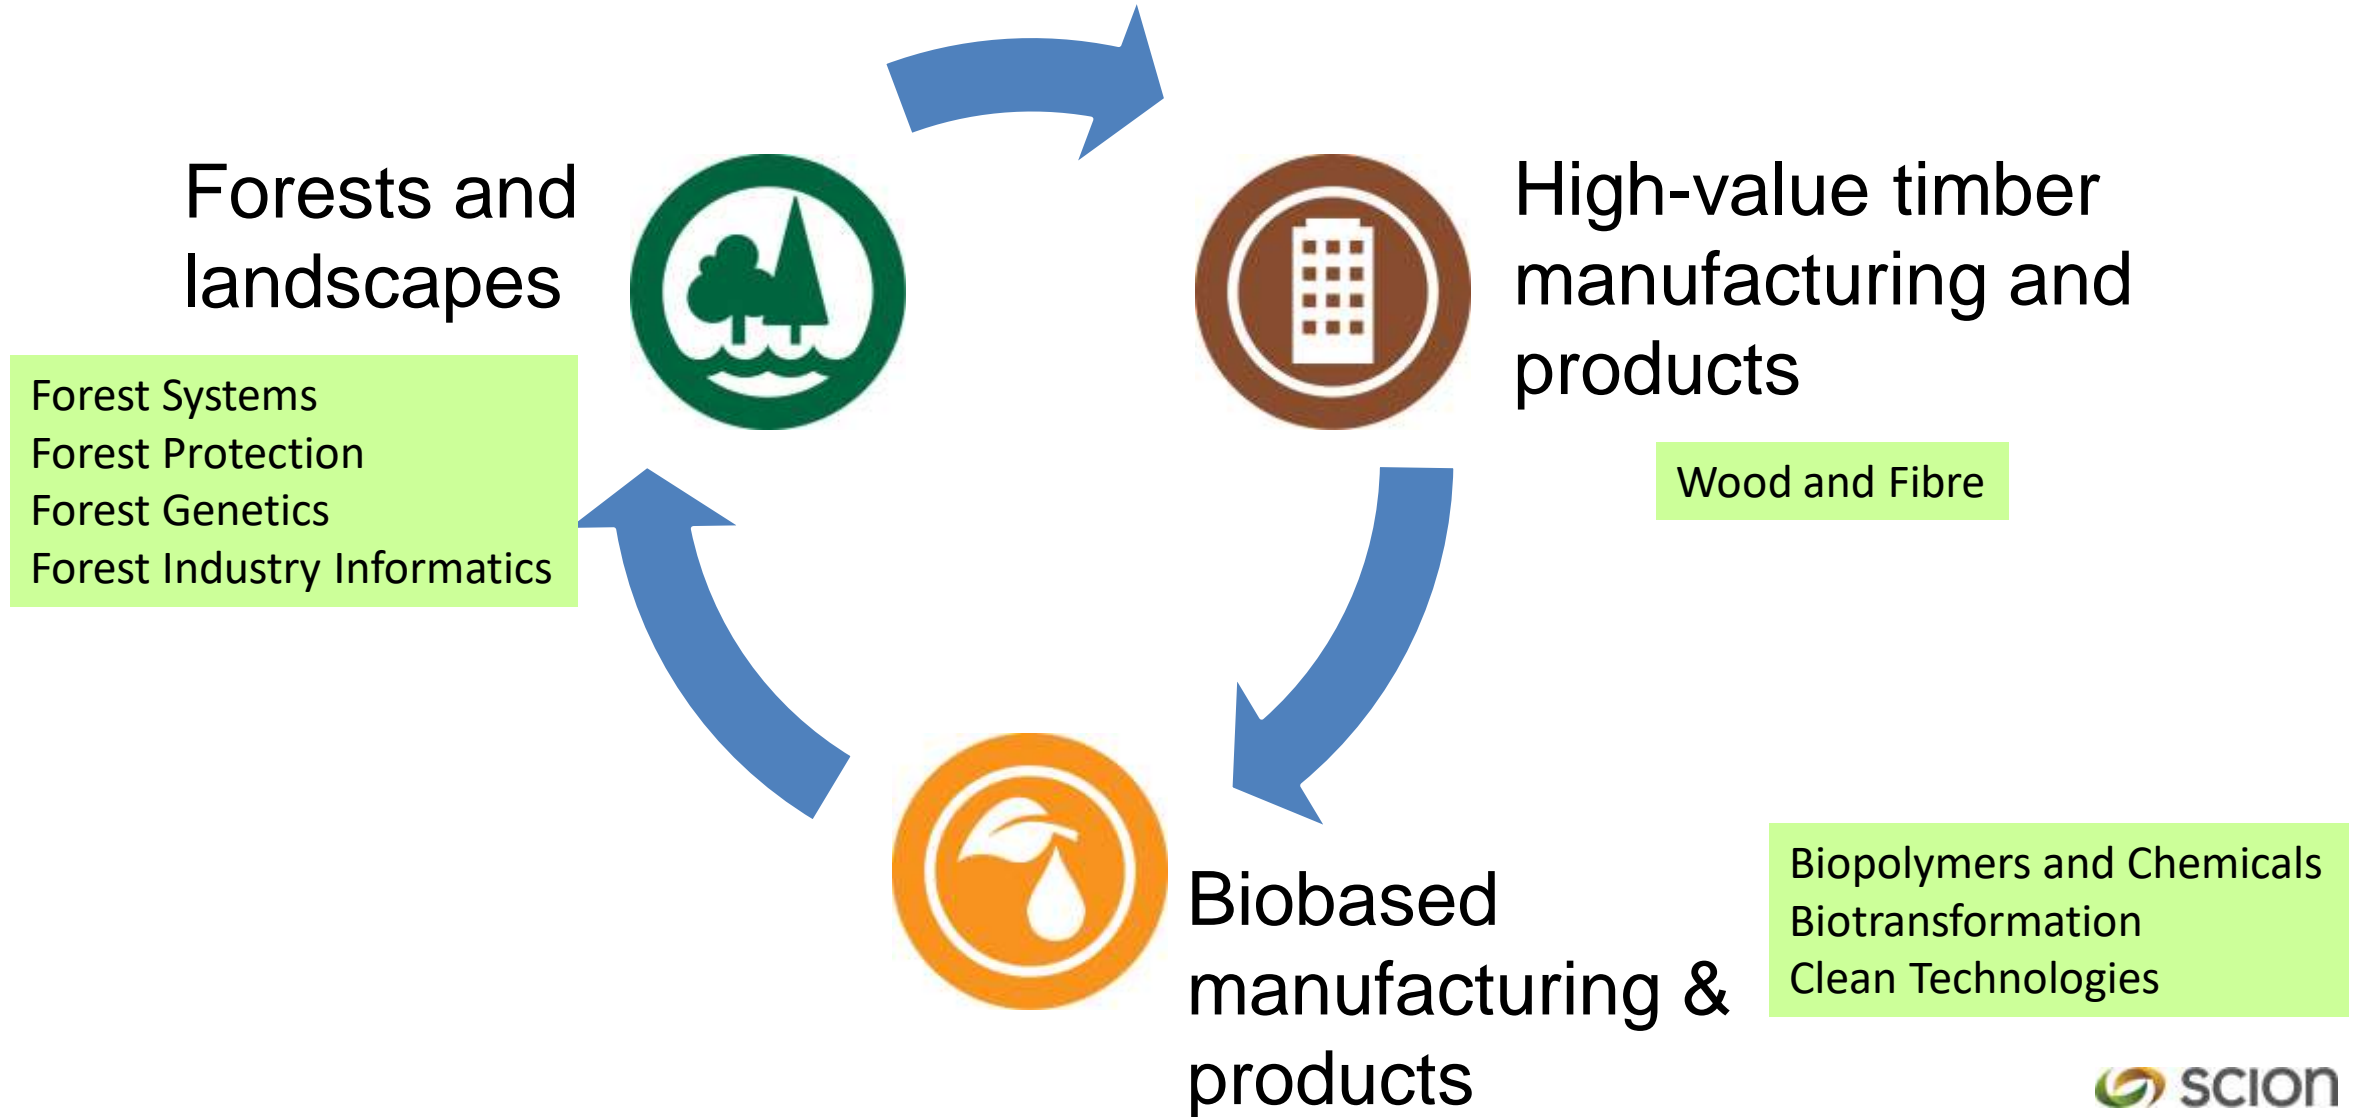 Forests and
landscapes
Forest Systems
Forest Protection
Forest Genetics
Forest Industry Informatics
High-value timber
manufacturing and
products
Wood and Fibre
Biobased
manufacturing &
products
Biopolymers and Chemicals
Biotransformation
Clean Technologies
scion